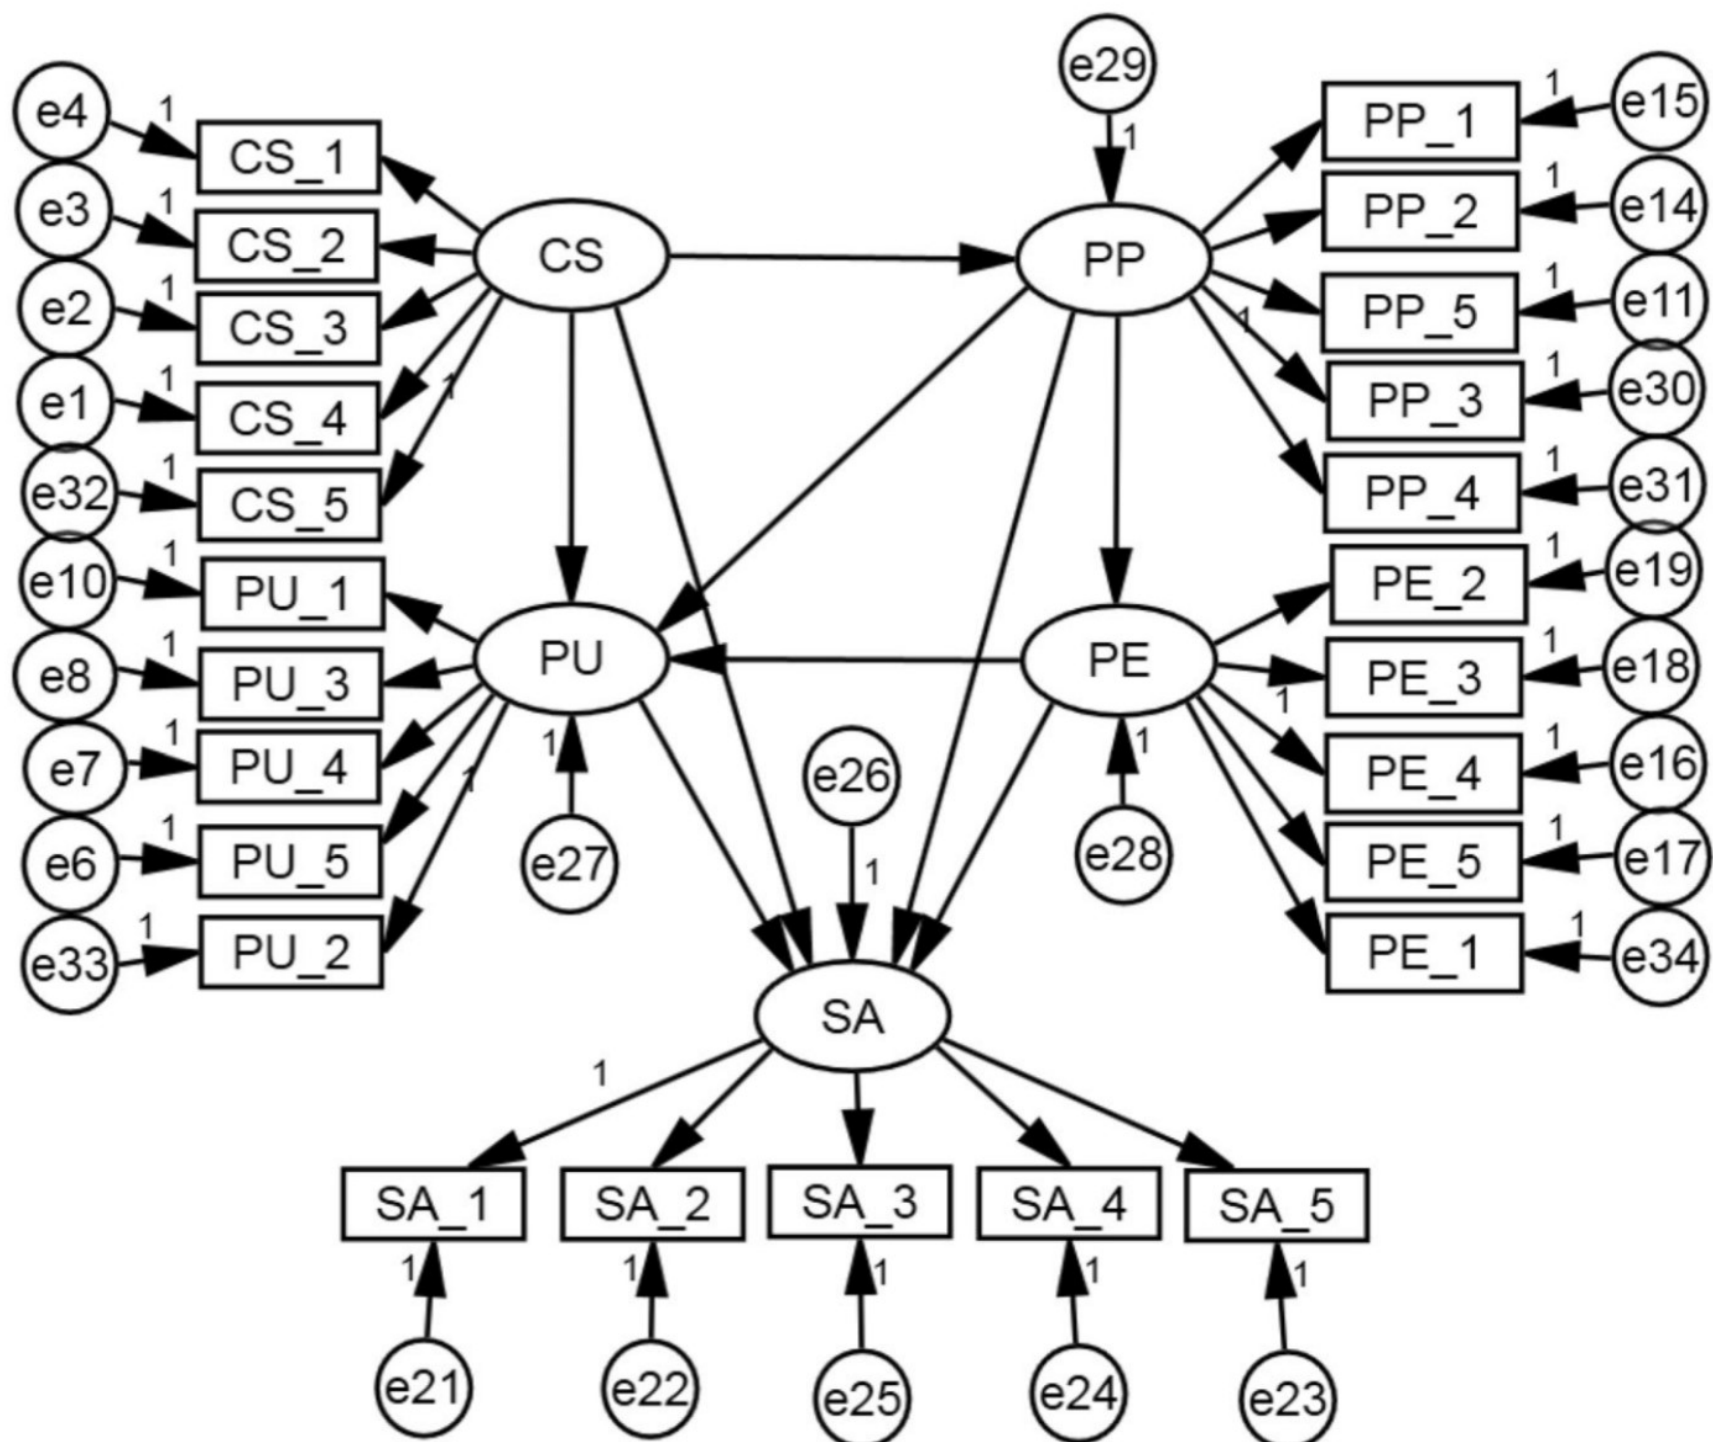 e29
e4 1 CS_1
PP_1 1 e15
e3 1 CS_2
PP_2 1 e14
CS
PP
1
e2 1 CS_3
PP_5 1 e11
1
e1 1 CS_4
1
PP_3 1 e30
e32 1 CS_5
PP_4 1 e31
e10 1 PU_1
PE_2 1 e19
PU
PE
e8 1 PU_3
PE_3 1 e18
1
e7 1 PU_4
1
PE_4 1 e16
1
1
e26
1
e6 1 PU_5
e27
e28
PE_5 1 e17
e33 1 PU_2
PE_1 1 e34
SA
1
SA_1 SA_2 SA_3 SA_4 SA_5
1 1 1 1 1
e21 e22 e25 e24 e23